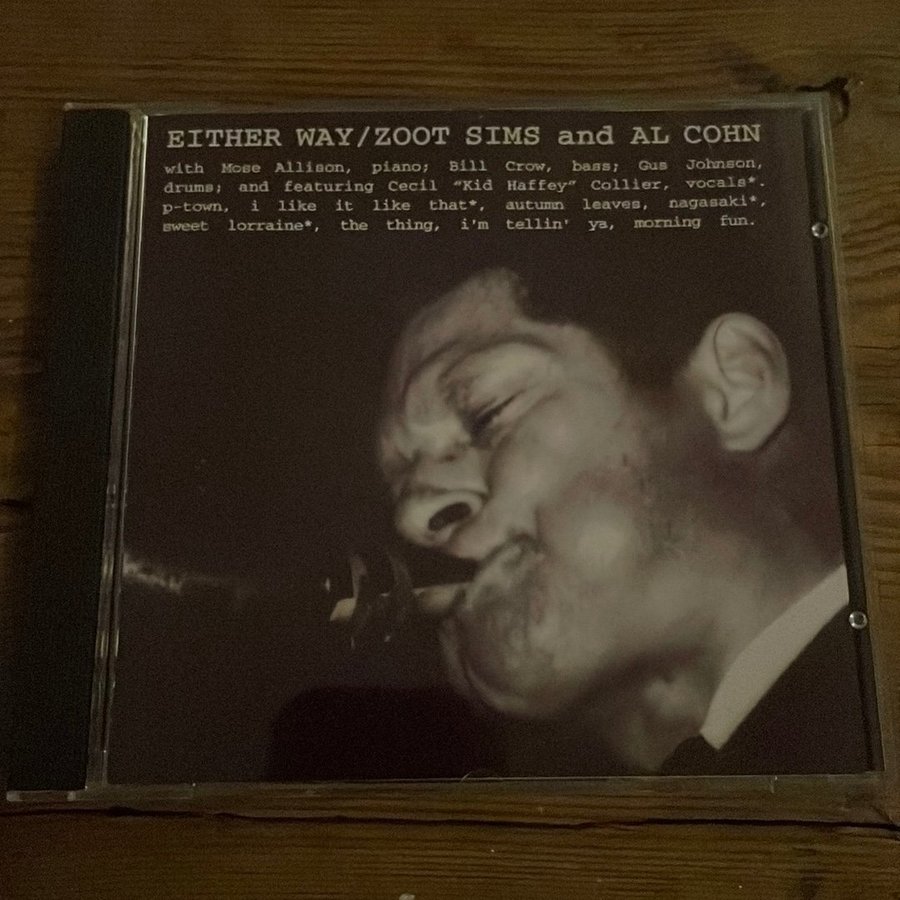 EITHER WAY/ZOOT SIMS and AL COHN
with Mose Allison, piano; Bill Crow, bass; Gus Johnson,
drums; and featuring Cecil "Kid Haffey" Collier, vocals*.
p-town, i like it like that*, autumn leaves, nagasaki*,
sweet lorraine*, the thing, i'm tellin' ya, morning fun.